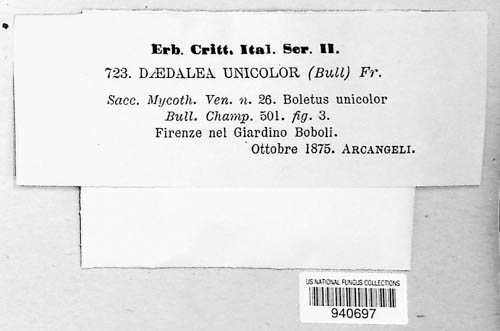 Erb. Critt. Ital. Ser. II.
723. DÆDALEA UNICOLOR (Bull) Fr.
Sacc. Mycoth. Ven. n. 26. Boletus unicolor
Bull. Champ. 501. fig. 3.
Firenze nel Giardino Boboli.
Ottobre 1875. ARCANGELI.
US NATIONAL FUNGUS COLLECTIONS
940697